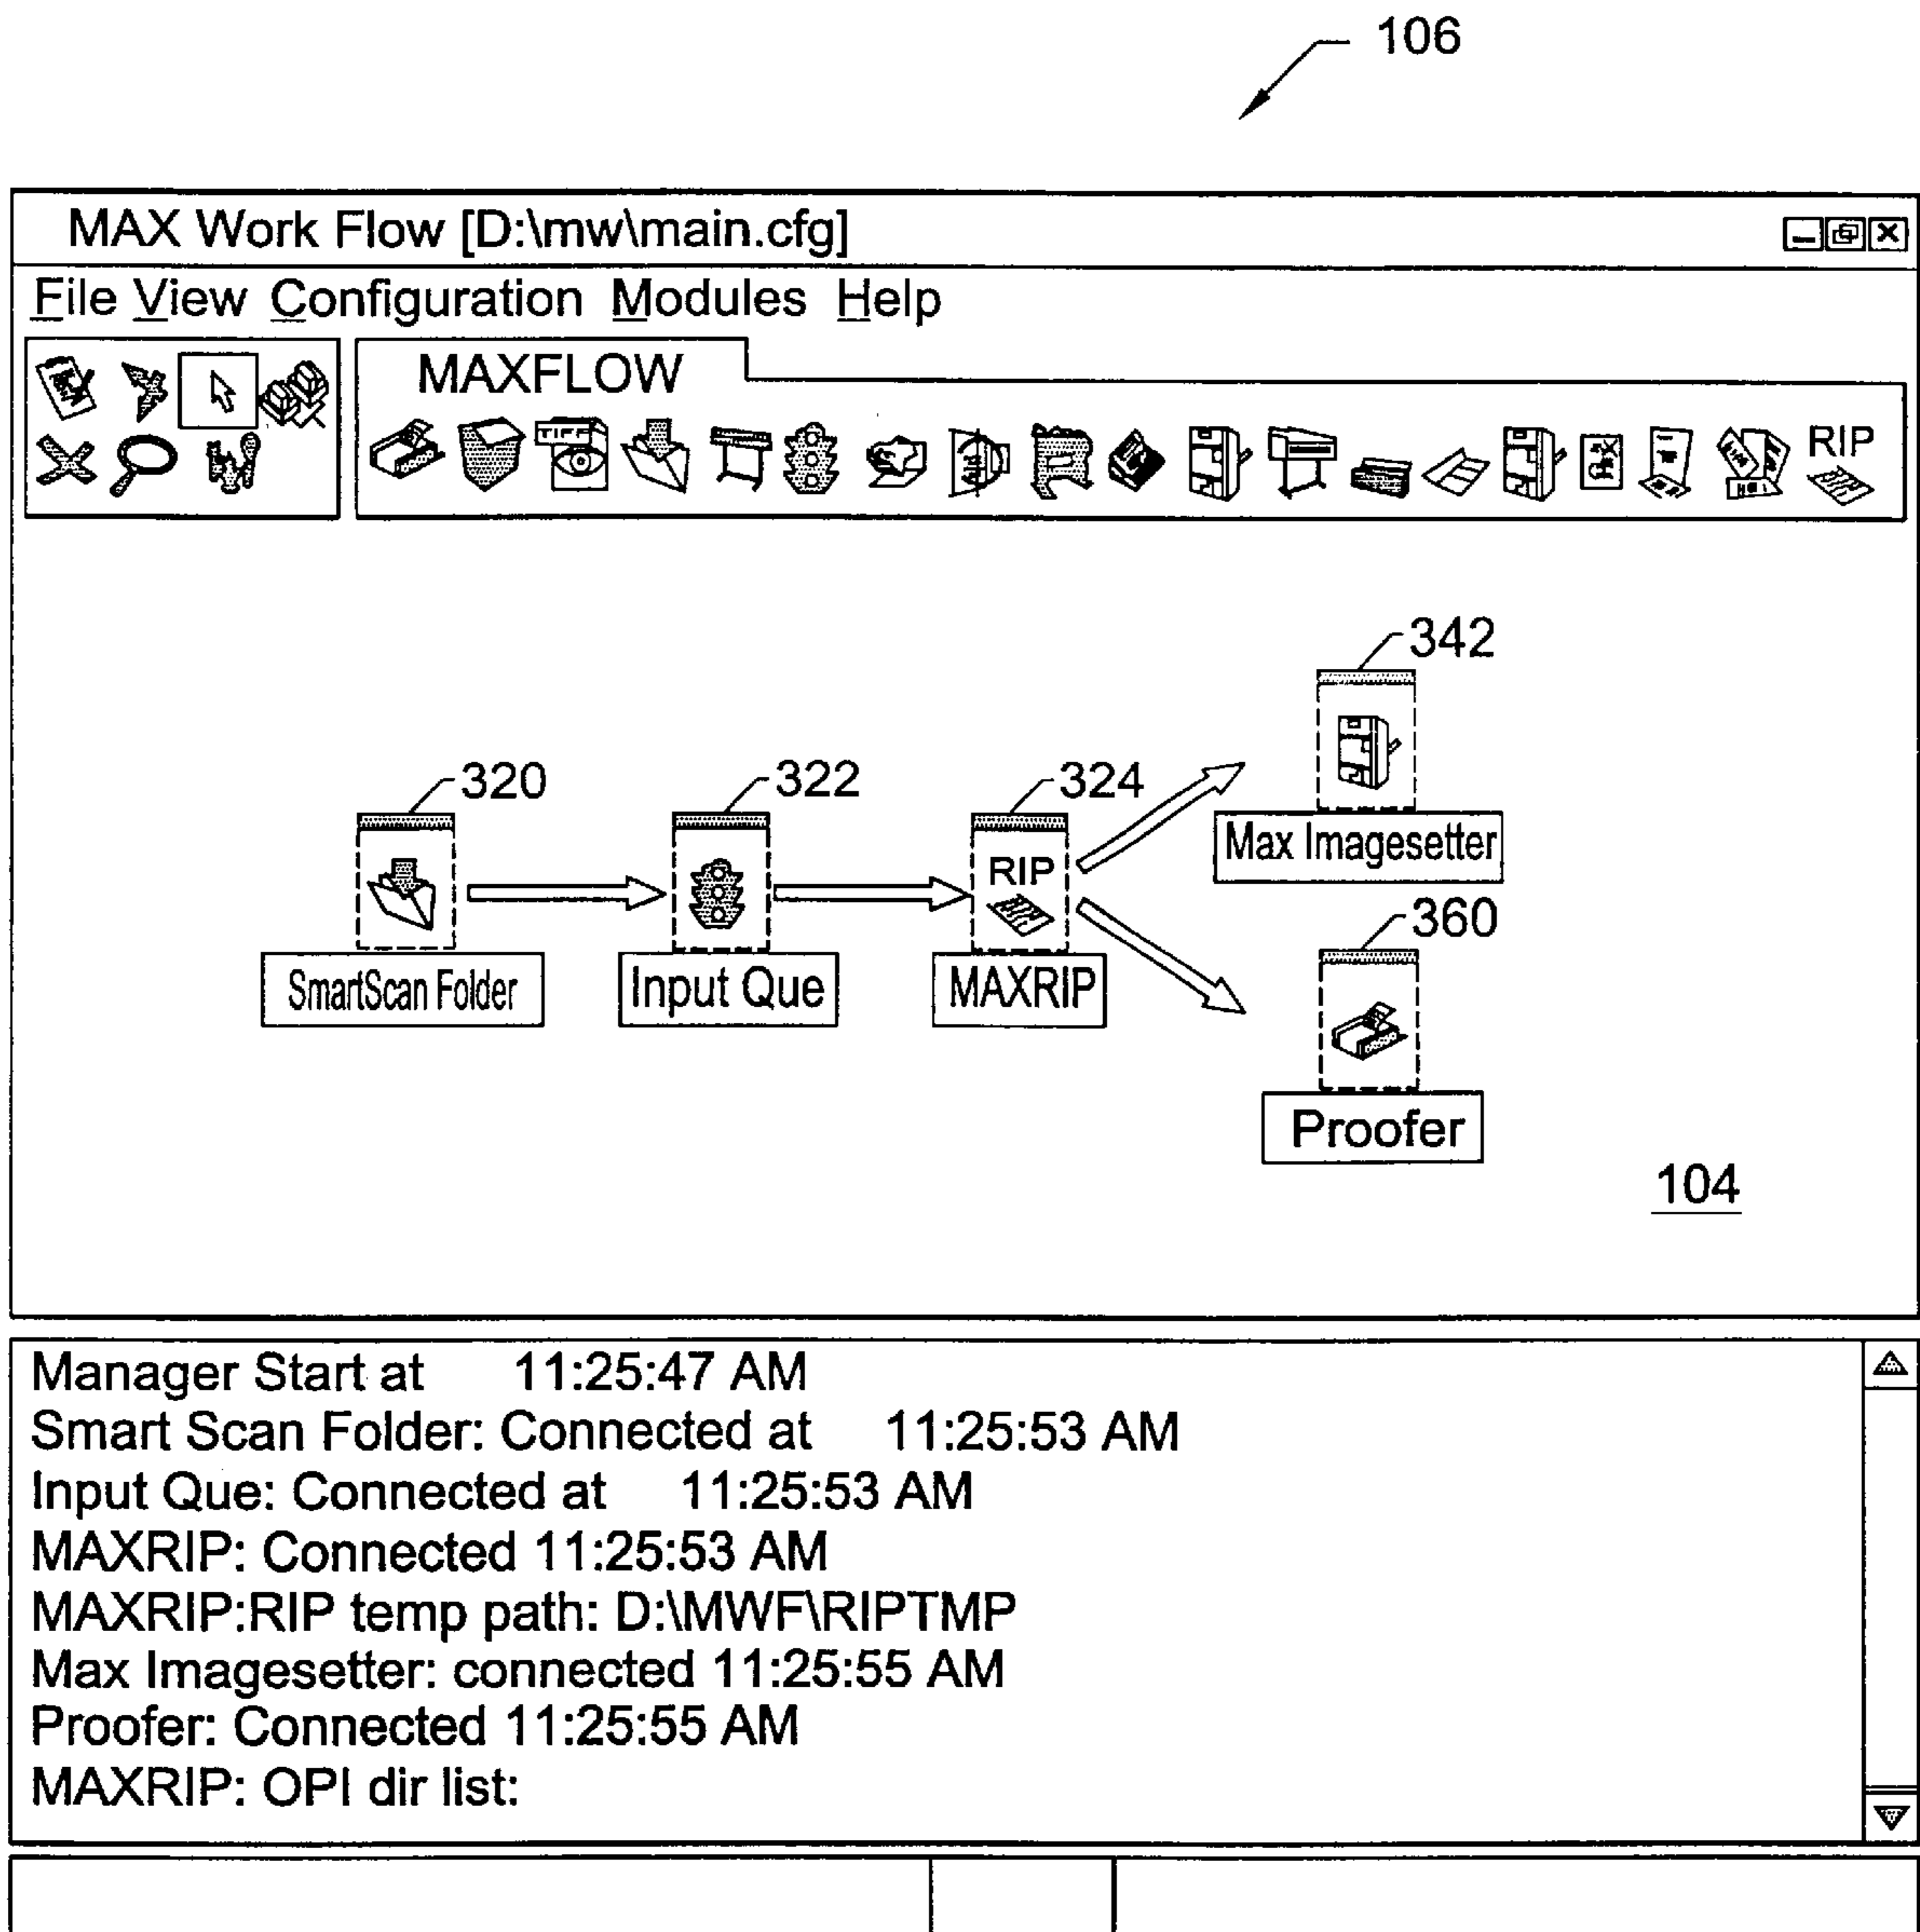 106
MAX Work Flow [D:\mw\main.cfg]
File View Configuration Modules Help
MAXFLOW
TIFF
RIP
342
320
322
324
Max Imagesetter
RIP
360
SmartScan Folder
Input Que
MAXRIP
Proofer
104
Manager Start at 11:25:47 AM
Smart Scan Folder: Connected at 11:25:53 AM
Input Que: Connected at 11:25:53 AM
MAXRIP: Connected 11:25:53 AM
MAXRIP:RIP temp path: D:\MWF\RIPTMP
Max Imagesetter: connected 11:25:55 AM
Proofer: Connected 11:25:55 AM
MAXRIP: OPI dir list: